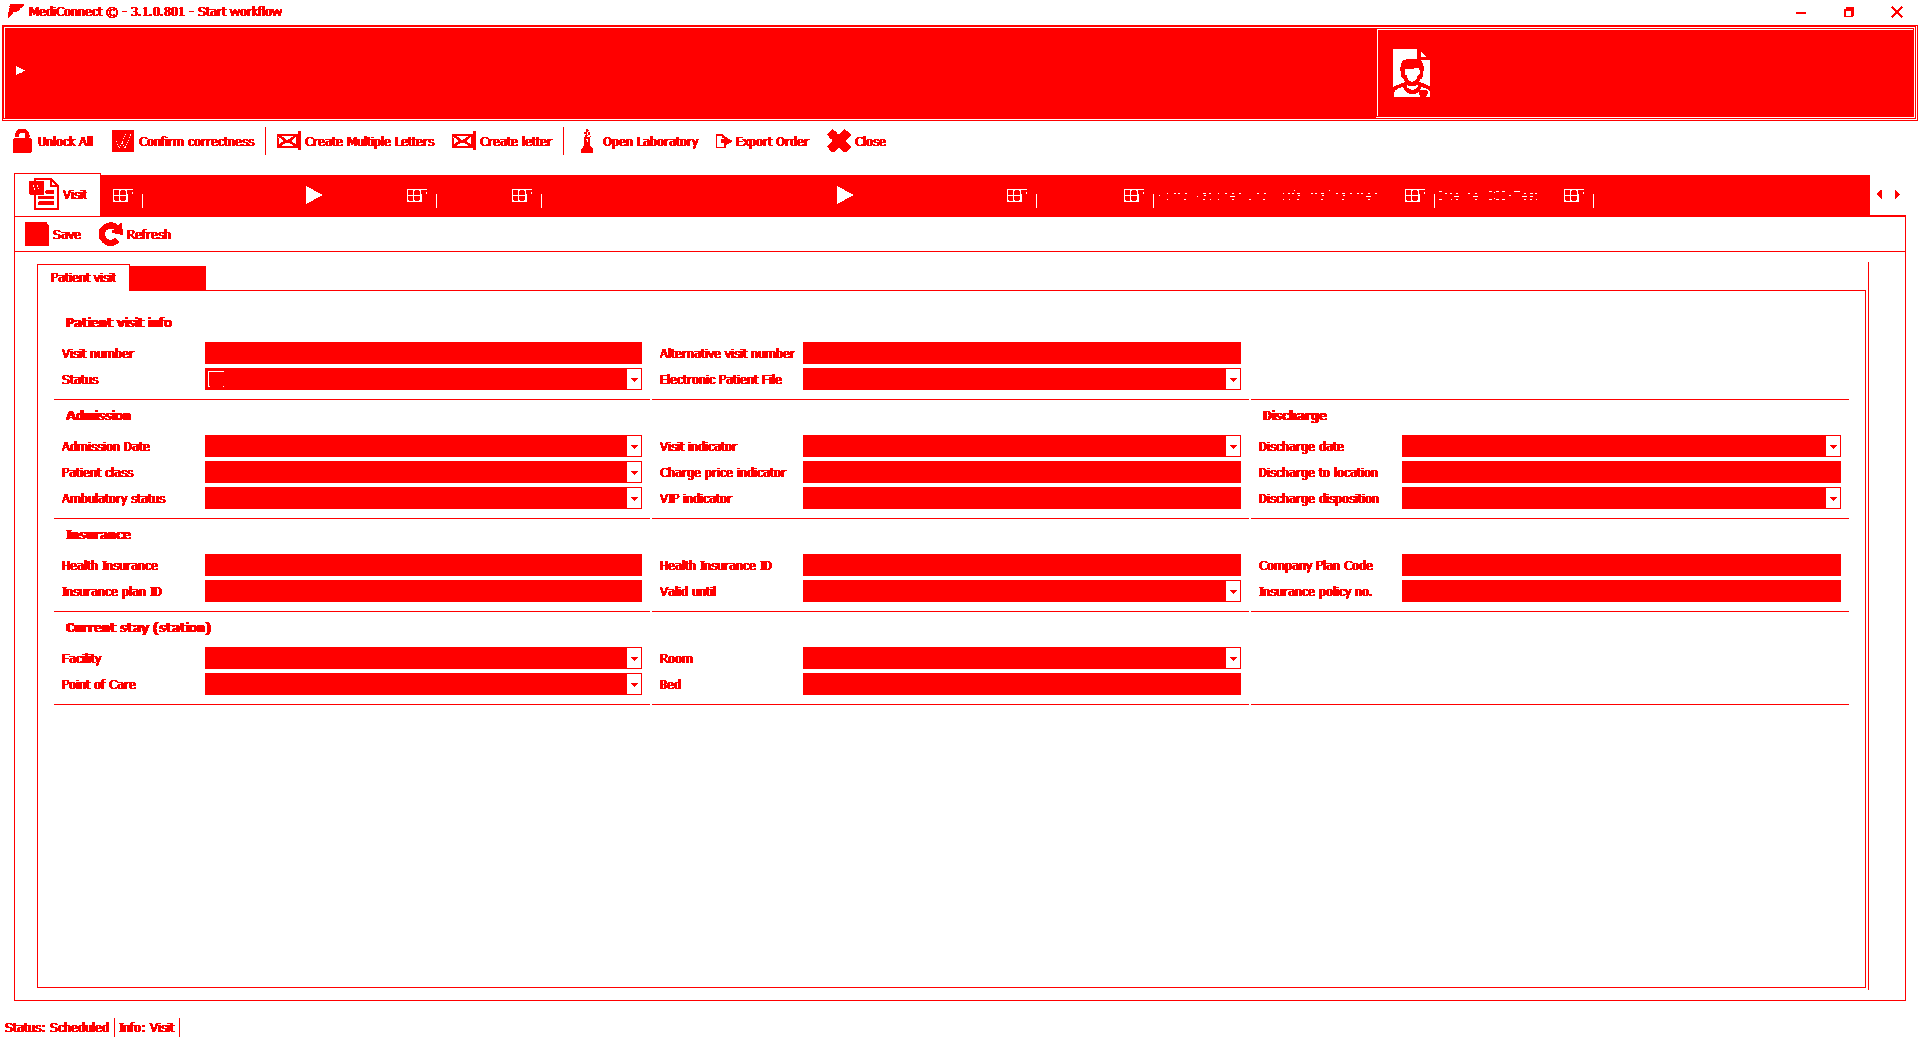 MediConnect © - 3.1.0.801 - Start workflow
Unlock All Confirm correctness Create Multiple Letters Create letter Open Laboratory Export Order Close
Visit
Save Refresh
Patient visit
Patient visit info
Visit number Alternative visit number
Status Electronic Patient File
Admission Discharge
Admission Date Visit indicator Discharge date
Patient class Charge price indicator Discharge to location
Ambulatory status VIP indicator Discharge disposition
Insurance
Health Insurance Health Insurance ID Company Plan Code
Insurance plan ID Valid until Insurance policy no.
Current stay (station)
Facility Room
Point of Care Bed
Status: Scheduled Info: Visit